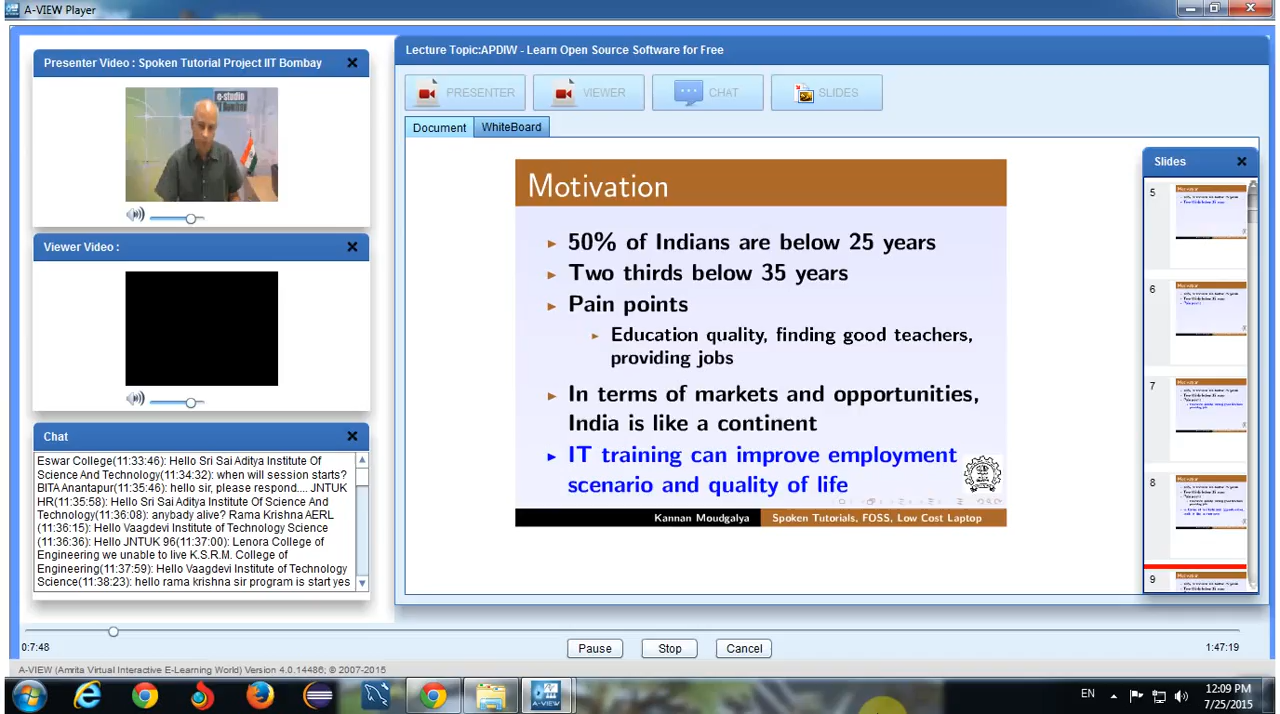 A-VIEW Player
Presenter Video : Spoken Tutorial Project IIT Bombay
e-studio
Viewer Video :
Chat
Eswar College(11:33:46): Hello Sri Sai Aditya Institute Of
Science And Technology(11:34:32): when will session starts?
BITA Anantapur(11:35:46): hello sir, please respond.... JNTUK
HR(11:35:58): Hello Sri Sai Aditya Institute Of Science And
Technology(11:36:08): anybady alive? Rama Krishna AERL
(11:36:15): Hello Vaagdevi Institute of Technology Science
(11:36:36): Hello JNTUK 96(11:37:00): Lenora College of
Engineering we unable to live K.S.R.M. College of
Engineering(11:37:59): Hello Vaagdevi Institute of Technology
Science(11:38:23): hello rama krishna sir program is start yes
Lecture Topic:APDIW - Learn Open Source Software for Free
PRESENTER VIEWER CHAT SLIDES
Document WhiteBoard
Motivation
50% of Indians are below 25 years
Two thirds below 35 years
Pain points
Education quality, finding good teachers,
providing jobs
In terms of markets and opportunities,
India is like a continent
IT training can improve employment
scenario and quality of life
Kannan Moudgalya Spoken Tutorials, FOSS, Low Cost Laptop
Slides
5
6
7
8
9
0:7:48 1:47:19
Pause Stop Cancel
A-VIEW (Amrita Virtual Interactive E-Learning World) Version 4.0.14486; © 2007-2015
A-VIEW
EN
12:09 PM
7/25/2015